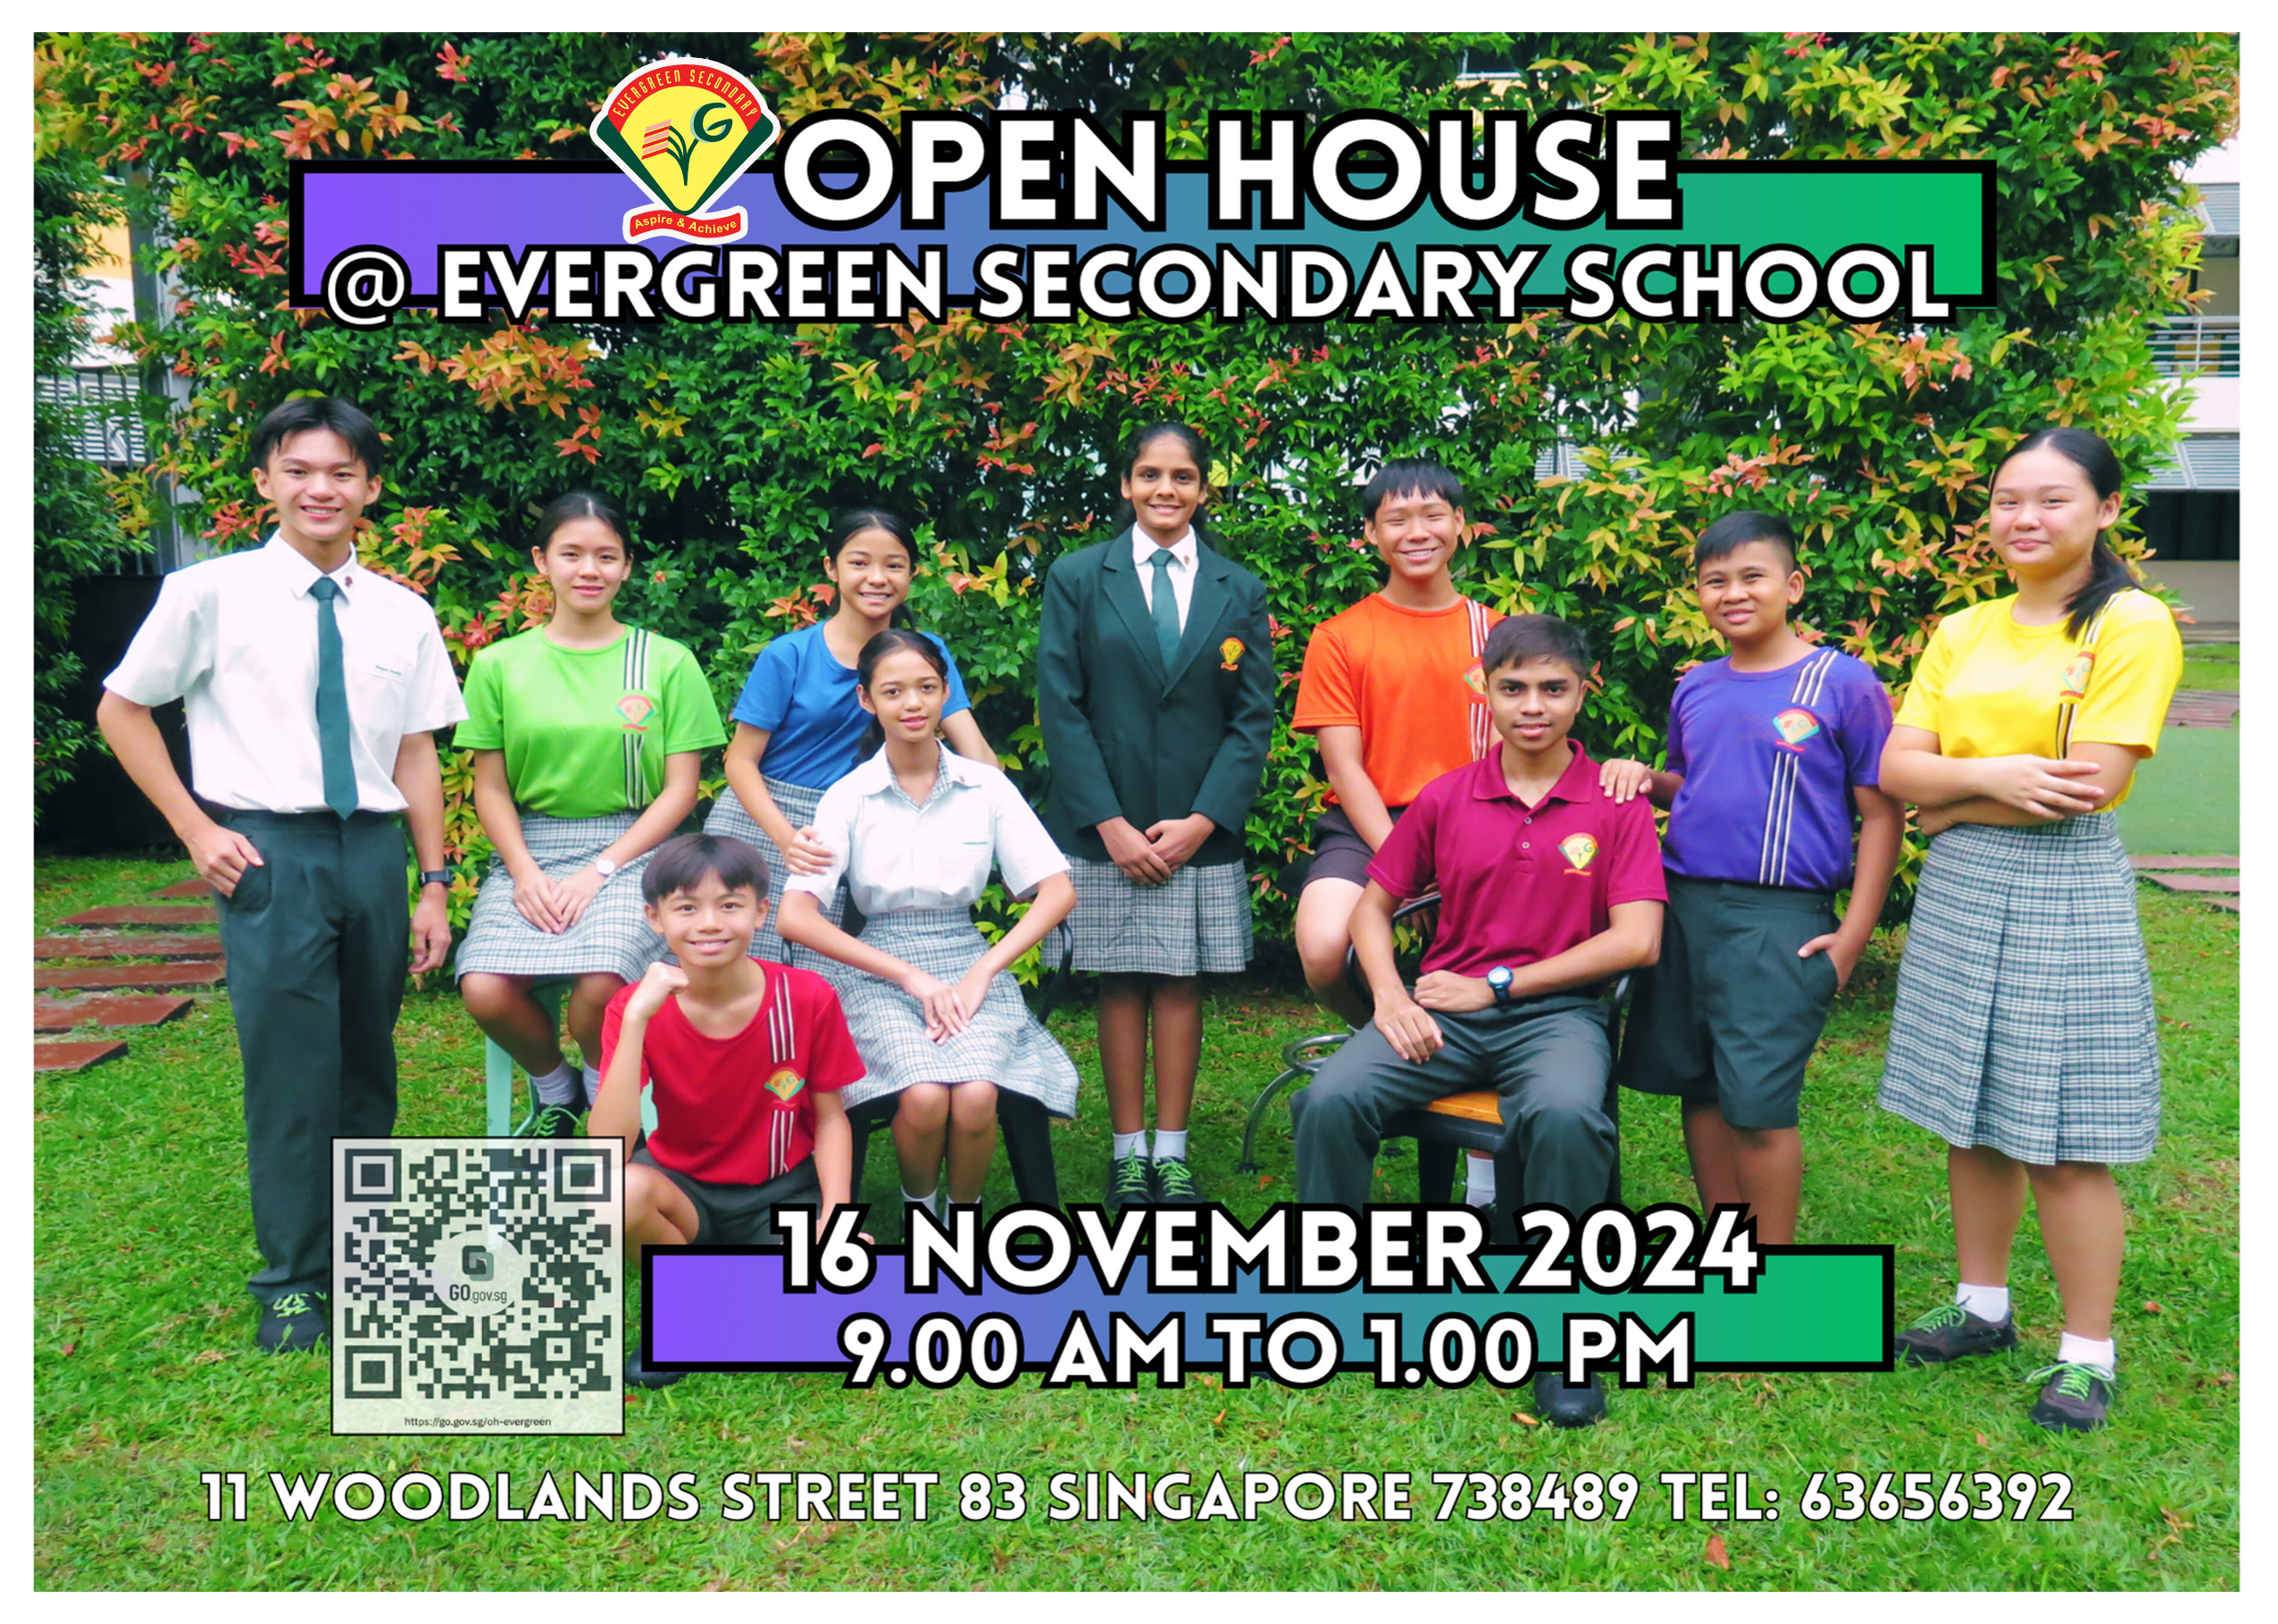 EVERGREEN SECONDARY
G
Aspire & Achieve
OPEN HOUSE
@ EVERGREEN SECONDARY SCHOOL
16 NOVEMBER 2024
9.00 AM TO 1.00 PM
GO.gov.sg
https://go.gov.sg/oh-evergreen
11 WOODLANDS STREET 83 SINGAPORE 738489 TEL: 63656392